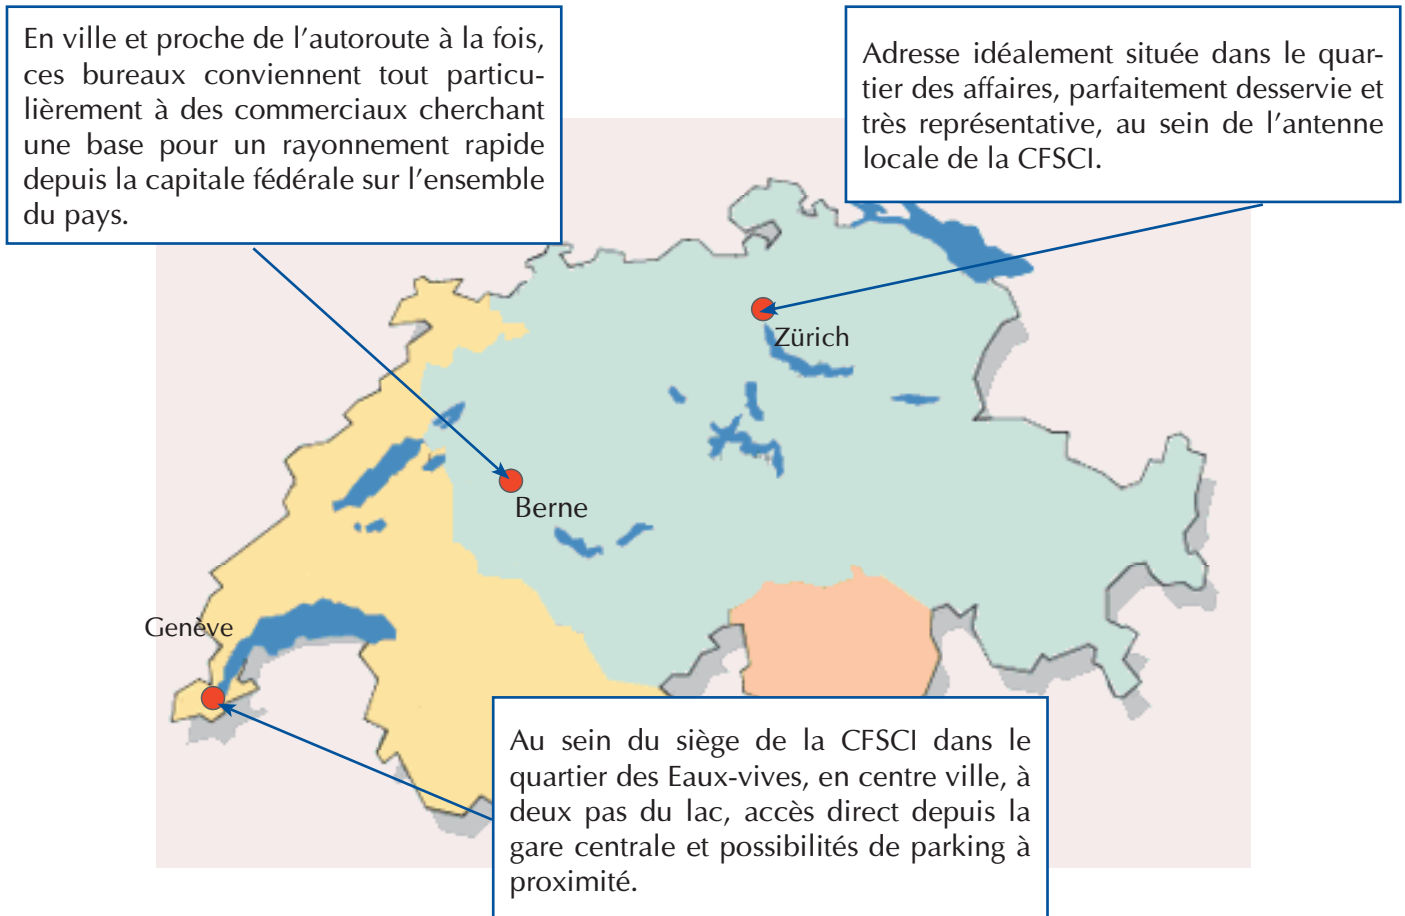 En ville et proche de l’autoroute à la fois,
ces bureaux conviennent tout particu-
lièrement à des commerciaux cherchant
une base pour un rayonnement rapide
depuis la capitale fédérale sur l’ensemble
du pays.
Adresse idéalement située dans le quar-
tier des affaires, parfaitement desservie et
très représentative, au sein de l’antenne
locale de la CFSCI.
Zürich
Berne
Genève
Au sein du siège de la CFSCI dans le
quartier des Eaux-vives, en centre ville, à
deux pas du lac, accès direct depuis la
gare centrale et possibilités de parking à
proximité.